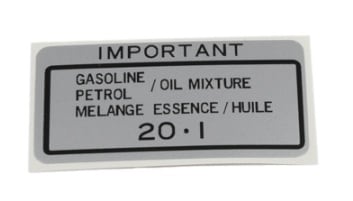 IMPORTANT
GASOLINE
PETROL / OIL MIXTURE
MELANGE ESSENCE / HUILE
20·1